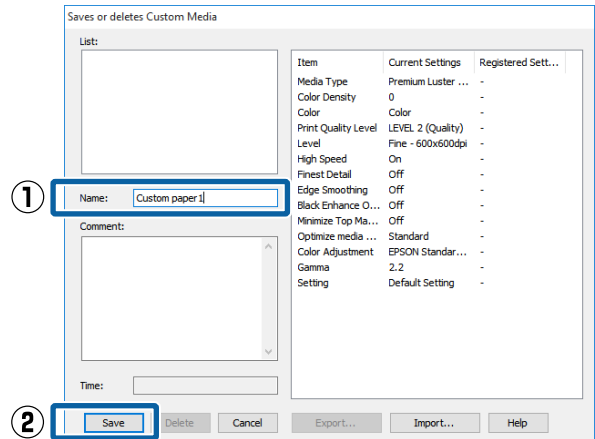 Saves or deletes Custom Media
List:
Item Current Settings Registered Sett...
Media Type Premium Luster ... -
Color Density 0 -
Color Color -
Print Quality Level LEVEL 2 (Quality) -
Level Fine - 600x600dpi -
High Speed On -
Finest Detail Off -
Edge Smoothing Off -
Black Enhance O... Off -
Minimize Top Ma... Off -
Optimize media ... Standard -
Color Adjustment EPSON Standar... -
Gamma 2.2 -
Setting Default Setting -
① Name: Custom paper1
Comment:
Time:
② Save Delete Cancel Export... Import... Help